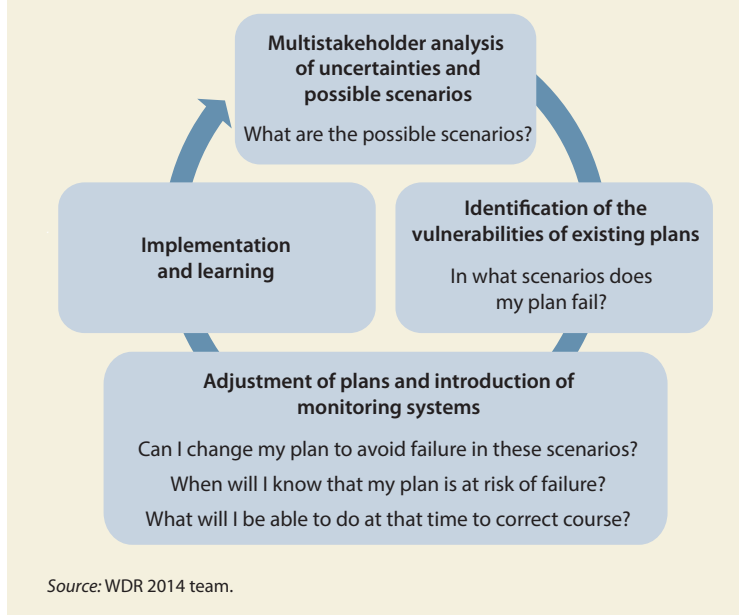 Multistakeholder analysis
of uncertainties and
possible scenarios
What are the possible scenarios?
Identification of the
vulnerabilities of existing plans
In what scenarios does
my plan fail?
Adjustment of plans and introduction of
monitoring systems
Can I change my plan to avoid failure in these scenarios?
When will I know that my plan is at risk of failure?
What will I be able to do at that time to correct course?
Implementation
and learning
Source: WDR 2014 team.